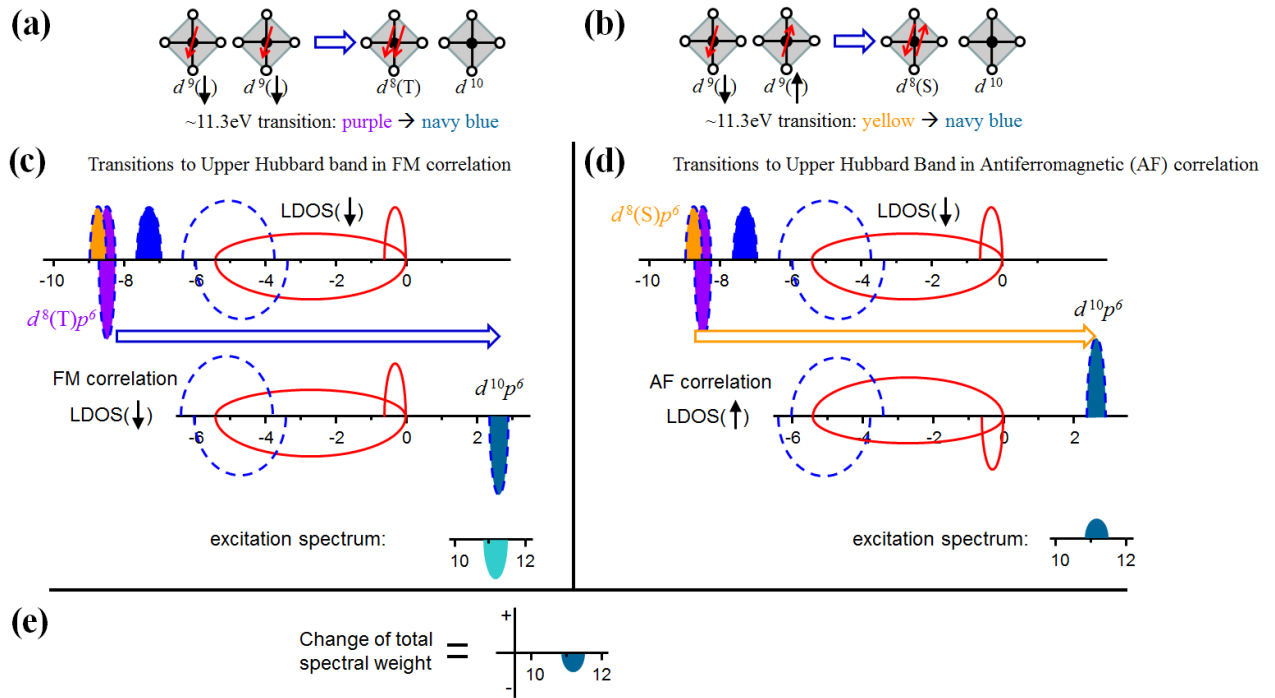 (a)
d⁹(↓) d⁹(↓) d⁸(T) d¹⁰
~11.3eV transition: purple → navy blue
(b)
d⁹(↓) d⁹(↑) d⁸(S) d¹⁰
~11.3eV transition: yellow → navy blue
(c)
Transitions to Upper Hubbard band in FM correlation
LDOS(↓)
-10 -8 -6 -4 -2 0
d⁸(T)p⁶
FM correlation
LDOS(↓)
d¹⁰p⁶
-6 -4 -2 0 2
excitation spectrum:
10 12
(d)
Transitions to Upper Hubbard Band in Antiferromagnetic (AF) correlation
d⁸(S)p⁶
LDOS(↓)
-10 -8 -6 -4 -2 0
d¹⁰p⁶
AF correlation
LDOS(↑)
-6 -4 -2 0 2
excitation spectrum:
10 12
(e)
Change of total
spectral weight
=
+
10 12
-